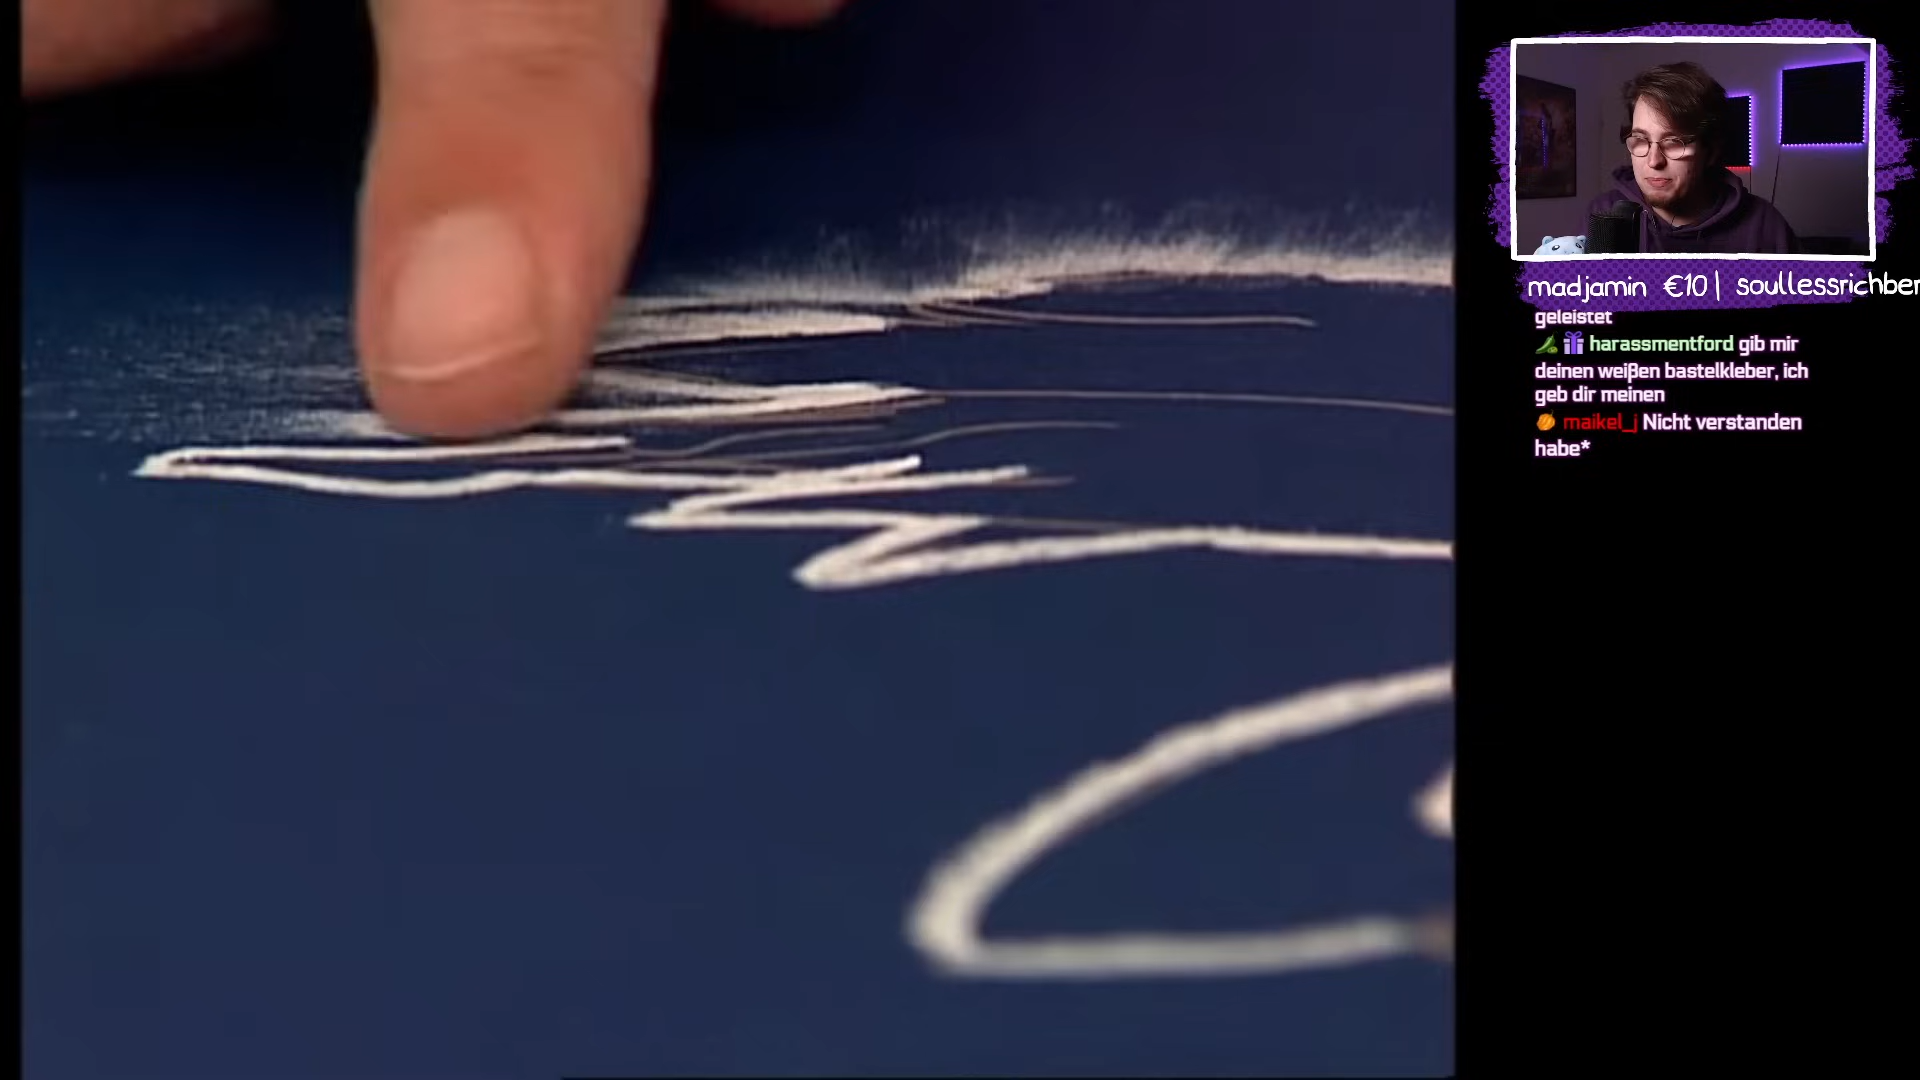 madjamin €10 | soullessrichber
geleistet
harassmentford gib mir
deinen weißen bastelkleber, ich
geb dir meinen
maikel_j Nicht verstanden
habe*